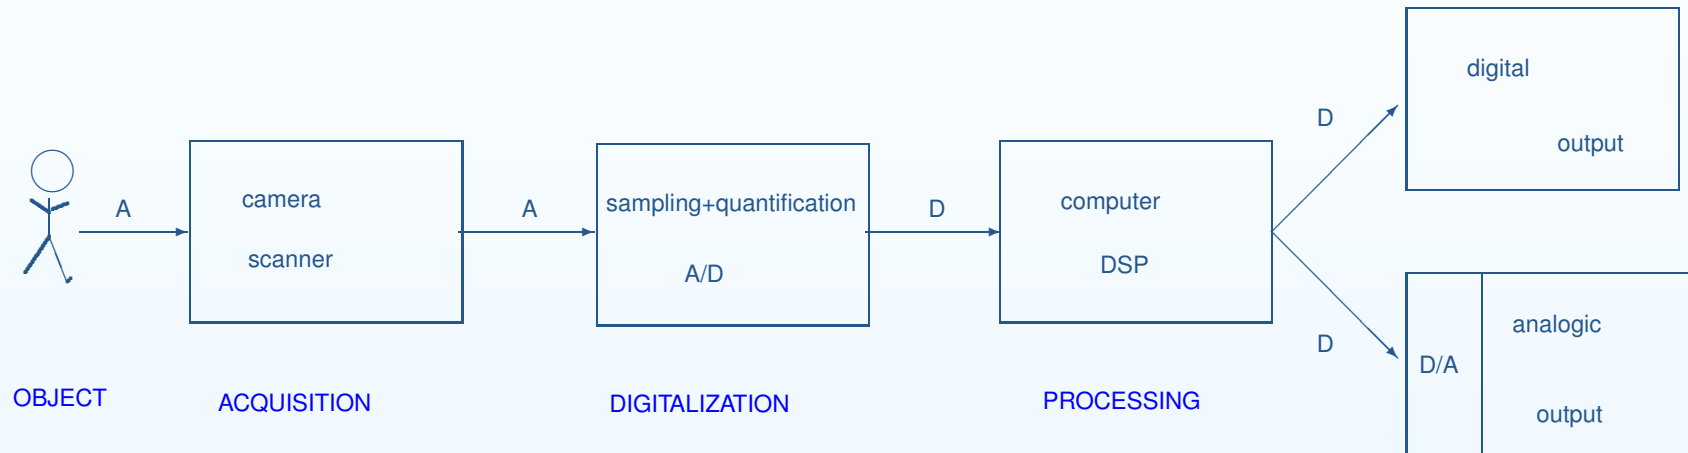 OBJECT
A
camera
scanner
ACQUISITION
A
sampling+quantification
A/D
DIGITALIZATION
D
computer
DSP
PROCESSING
D
digital
output
D
D/A
analogic
output